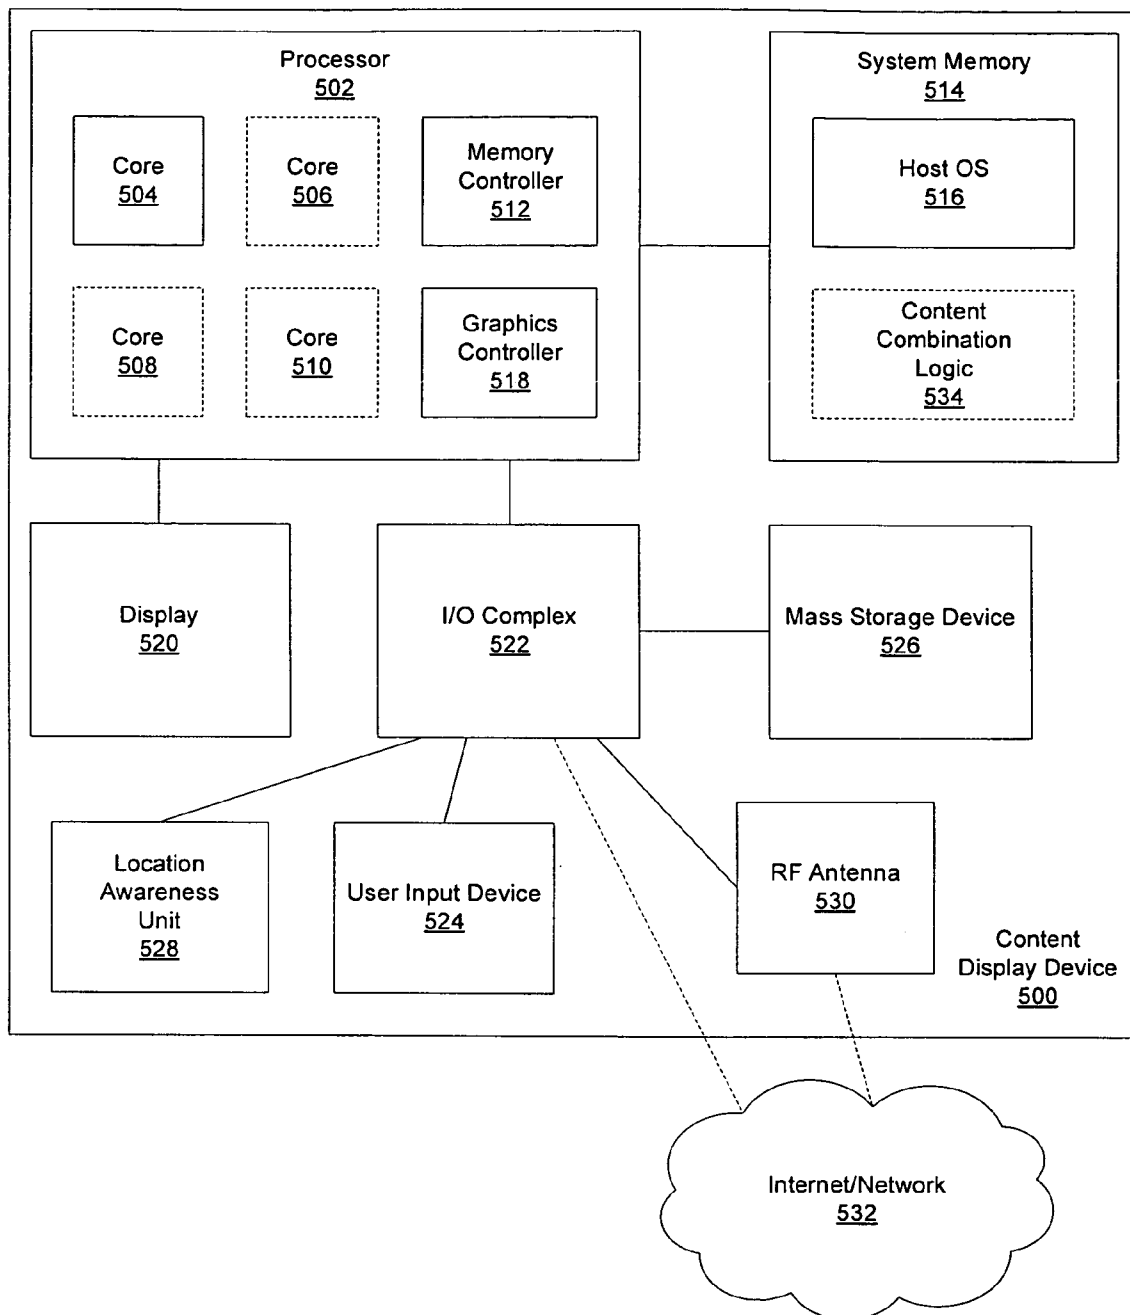 Processor
502
Core
504
Core
506
Memory
Controller
512
Core
508
Core
510
Graphics
Controller
518
System Memory
514
Host OS
516
Content
Combination
Logic
534
Display
520
I/O Complex
522
Mass Storage Device
526
Location
Awareness
Unit
528
User Input Device
524
RF Antenna
530
Content
Display Device
500
Internet/Network
532